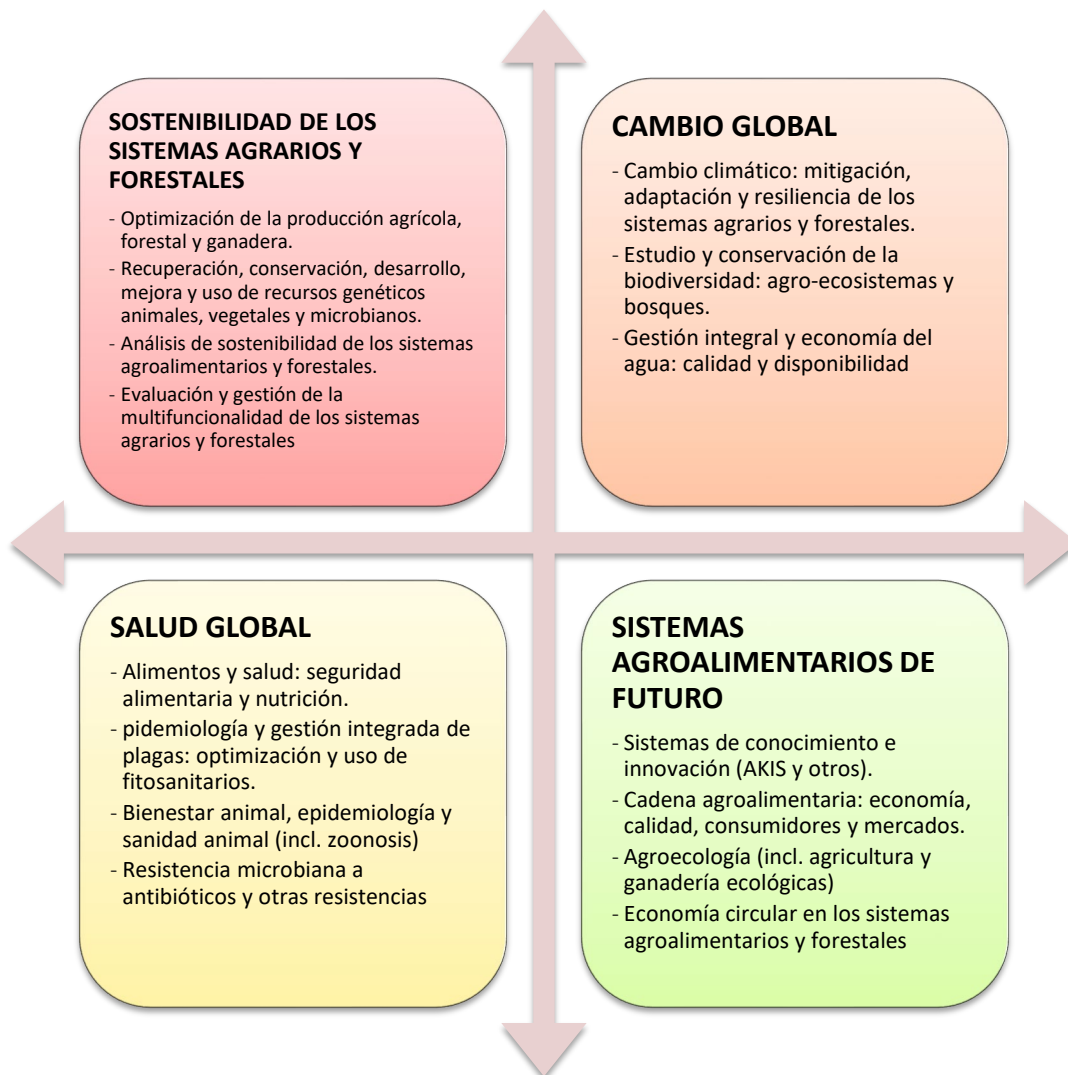 SOSTENIBILIDAD DE LOS
SISTEMAS AGRARIOS Y
FORESTALES
- Optimización de la producción agrícola,
forestal y ganadera.
- Recuperación, conservación, desarrollo,
mejora y uso de recursos genéticos
animales, vegetales y microbianos.
- Análisis de sostenibilidad de los sistemas
agroalimentarios y forestales.
- Evaluación y gestión de la
multifuncionalidad de los sistemas
agrarios y forestales
CAMBIO GLOBAL
- Cambio climático: mitigación,
adaptación y resiliencia de los
sistemas agrarios y forestales.
- Estudio y conservación de la
biodiversidad: agro-ecosistemas y
bosques.
- Gestión integral y economía del
agua: calidad y disponibilidad
SALUD GLOBAL
- Alimentos y salud: seguridad
alimentaria y nutrición.
- pidemiología y gestión integrada de
plagas: optimización y uso de
fitosanitarios.
- Bienestar animal, epidemiología y
sanidad animal (incl. zoonosis)
- Resistencia microbiana a
antibióticos y otras resistencias
SISTEMAS
AGROALIMENTARIOS DE
FUTURO
- Sistemas de conocimiento e
innovación (AKIS y otros).
- Cadena agroalimentaria: economía,
calidad, consumidores y mercados.
- Agroecología (incl. agricultura y
ganadería ecológicas)
- Economía circular en los sistemas
agroalimentarios y forestales